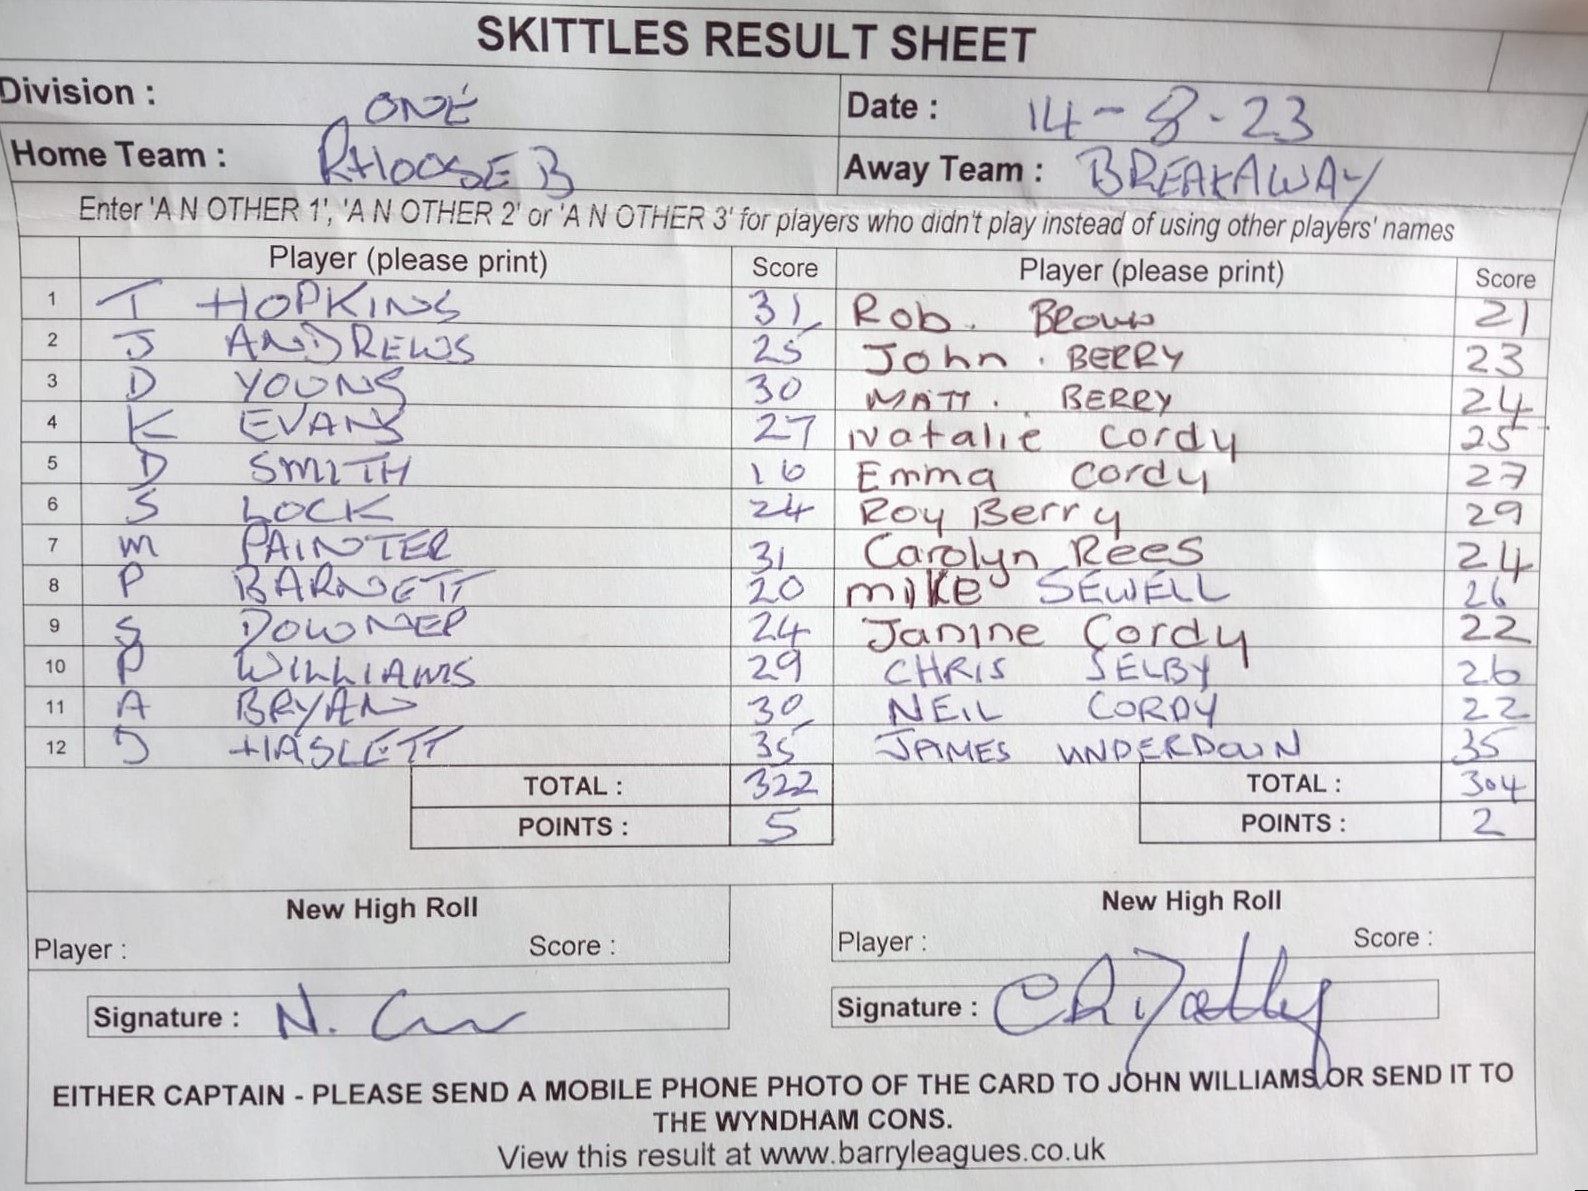 SKITTLES RESULT SHEET
Division : ONE Date : 14-8-23
Home Team : RHOOSE B Away Team : BREAKAWAY
Enter 'A N OTHER 1', 'A N OTHER 2' or 'A N OTHER 3' for players who didn't play instead of using other players' names
Player (please print) Score Player (please print) Score
1 T HOPKINS 31 Rob. Brown 21
2 J ANDREWS 25 John . BERRY 23
3 D YOUNG 30 MATT . BERRY 24
4 K EVANS 27 Natalie Cordy 25
5 D SMITH 16 Emma Cordy 27
6 S LOCK 24 Roy Berry 29
7 M PAINTER 31 Carolyn Rees 24
8 P BARNETT 20 mike SEWELL 26
9 S DOWNER 24 Janine Cordy 22
10 P WILLIAMS 29 CHRIS SELBY 26
11 A BRYAN 30 NEIL CORDY 22
12 J HASLETT 35 JAMES UNDERDOWN 35
TOTAL : 322 TOTAL : 304
POINTS : 5 POINTS : 2
New High Roll New High Roll
Player : Score : Player : Score :
Signature : N. Signature :
EITHER CAPTAIN - PLEASE SEND A MOBILE PHONE PHOTO OF THE CARD TO JOHN WILLIAMS OR SEND IT TO
THE WYNDHAM CONS.
View this result at www.barryleagues.co.uk